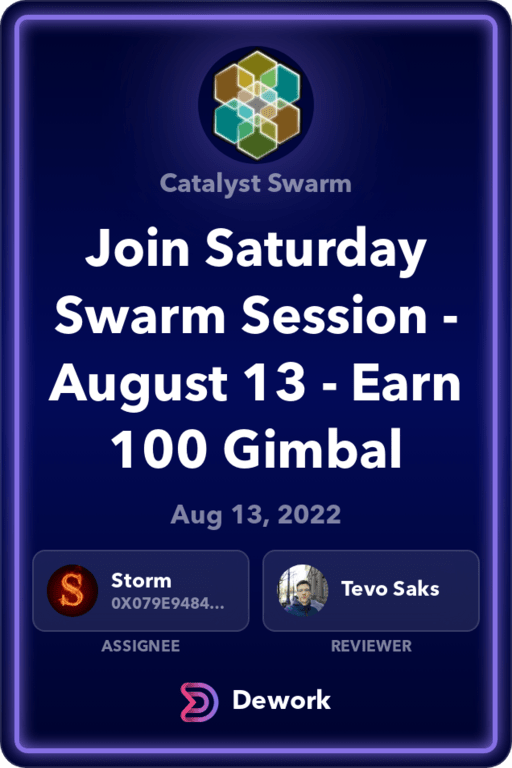 Catalyst Swarm
Join Saturday
Swarm Session -
August 13 - Earn
100 Gimbal
Aug 13, 2022
S
Storm
0X079E9484...
Tevo Saks
ASSIGNEE
REVIEWER
Dework